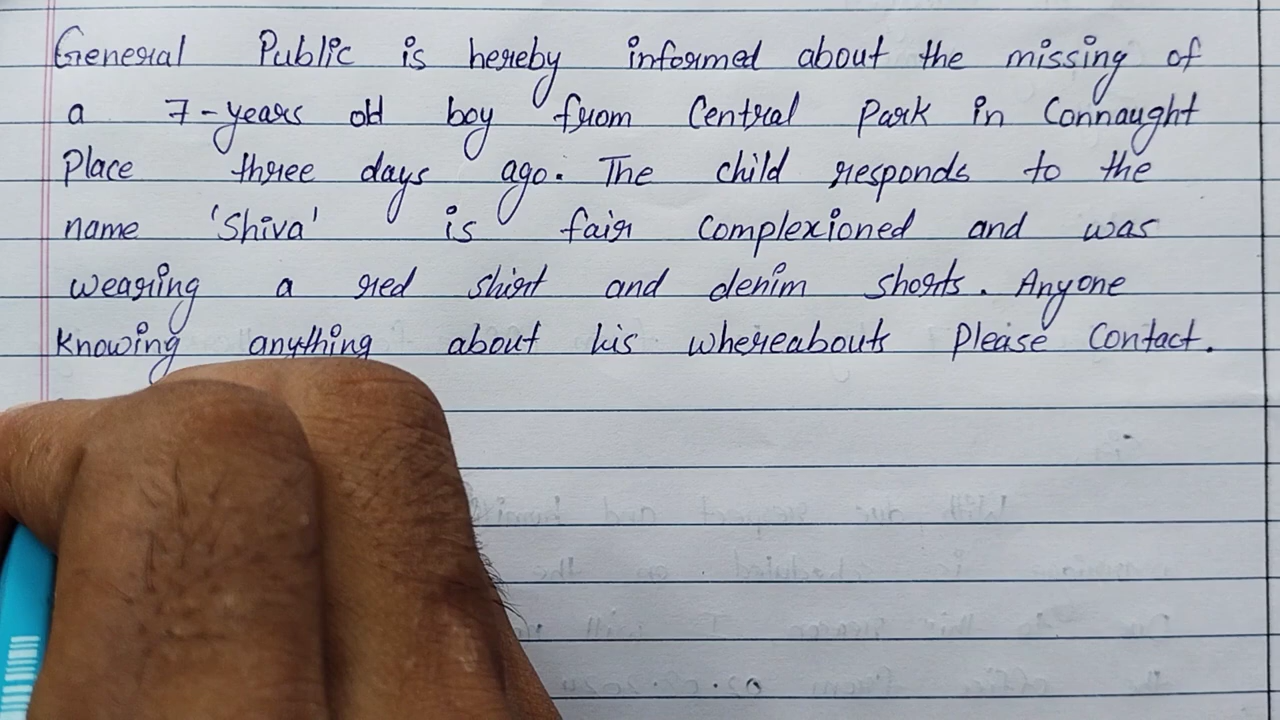 General Public is hereby informed about the missing of
a 7-years old boy from Central Park in Connaught
Place three days ago. The child responds to the
name 'Shiva' is fair complexioned and was
wearing a red shirt and denim shorts. Anyone
knowing anything about his whereabouts Please Contact.